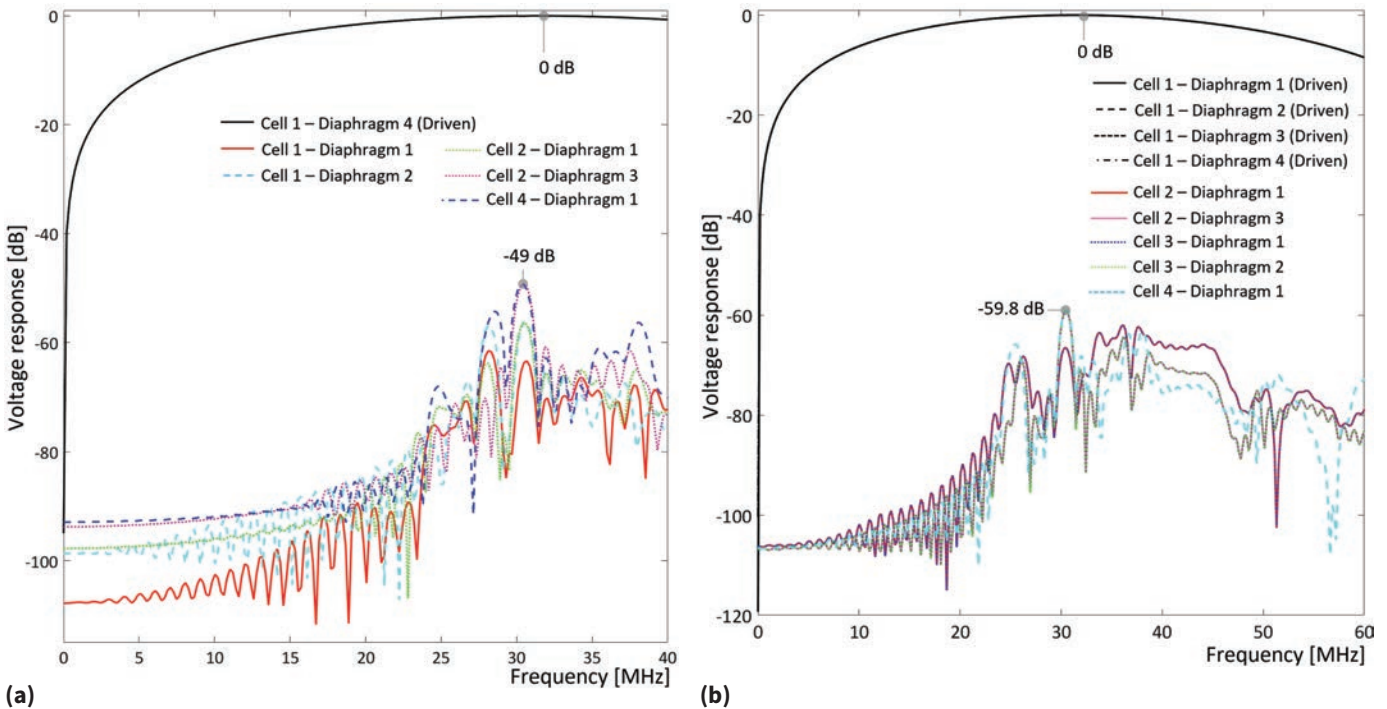 0
-20
-40
-60
-80
-100
Voltage response [dB]
0 dB
Cell 1 – Diaphragm 4 (Driven)
Cell 1 – Diaphragm 1
Cell 1 – Diaphragm 2
Cell 2 – Diaphragm 1
Cell 2 – Diaphragm 3
Cell 4 – Diaphragm 1
-49 dB
0 5 10 15 20 25 30 35 40
Frequency [MHz]
(a)
0
-20
-40
-60
-80
-100
-120
Voltage response [dB]
0 dB
Cell 1 – Diaphragm 1 (Driven)
Cell 1 – Diaphragm 2 (Driven)
Cell 1 – Diaphragm 3 (Driven)
Cell 1 – Diaphragm 4 (Driven)
Cell 2 – Diaphragm 1
Cell 2 – Diaphragm 3
Cell 3 – Diaphragm 1
Cell 3 – Diaphragm 2
Cell 4 – Diaphragm 1
-59.8 dB
0 10 20 30 40 50 60
Frequency [MHz]
(b)